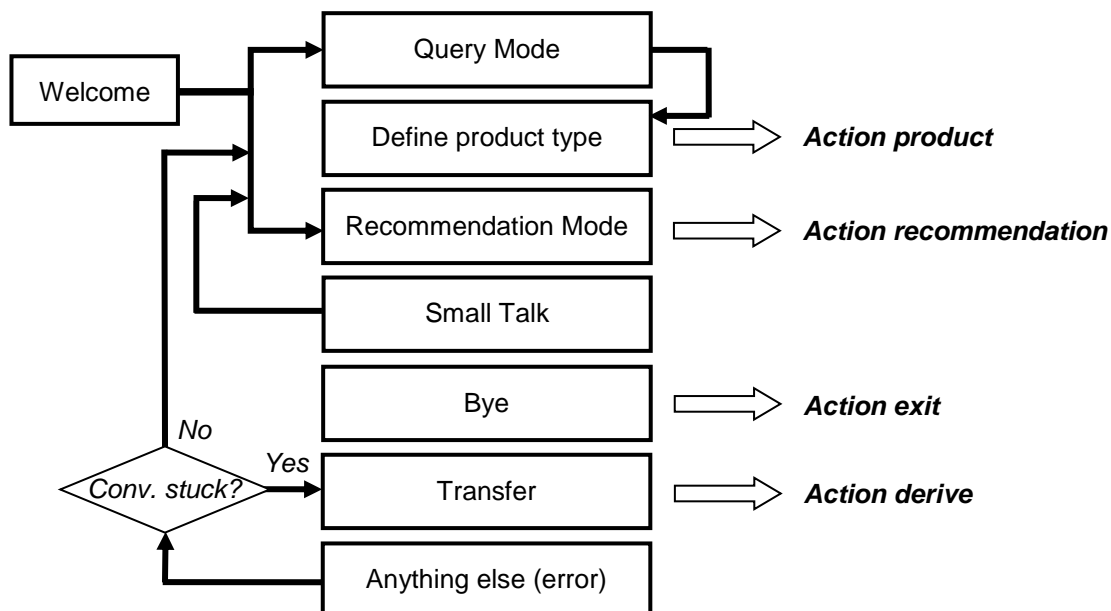 Query Mode
Welcome
Define product type
Action product
Recommendation Mode
Action recommendation
Small Talk
Bye
Action exit
No
Yes
Conv. stuck?
Transfer
Action derive
Anything else (error)